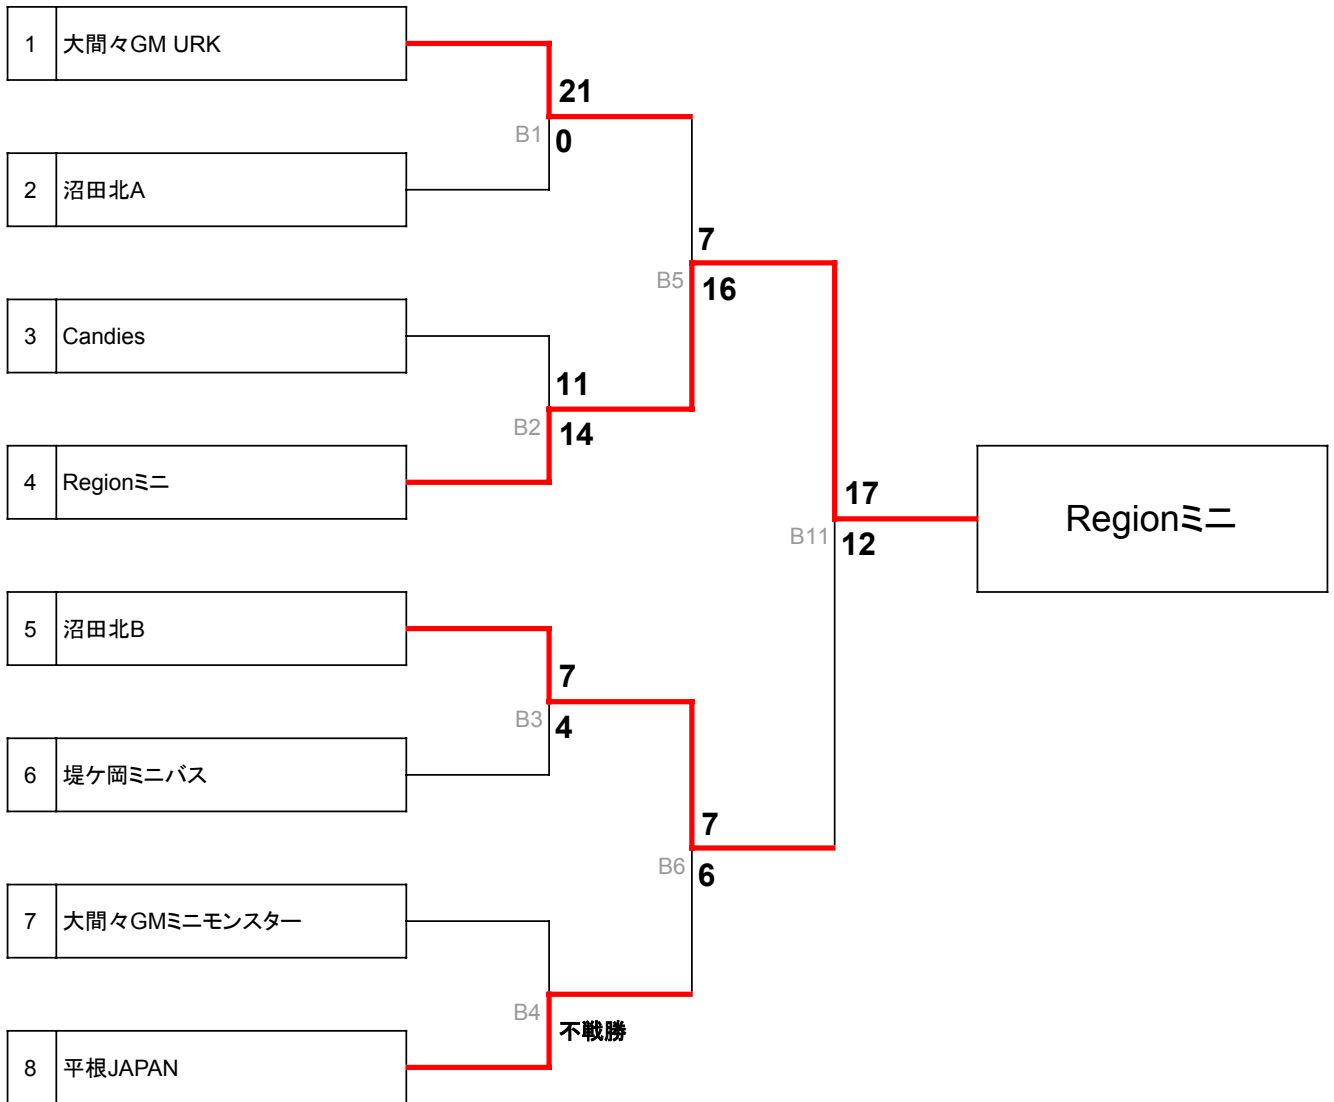 1 大間々GM URK
21
B1 0
2 沼田北A
7
B5 16
3 Candies
11
B2 14
4 Regionミニ
17
Regionミニ
B11 12
5 沼田北B
7
B3 4
6 堤ケ岡ミニバス
7
B6 6
7 大間々GMミニモンスター
B4 不戦勝
8 平根JAPAN